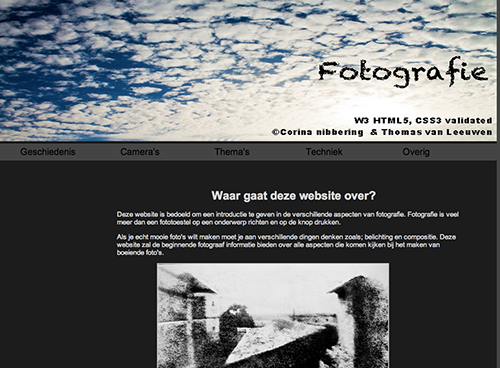 Fotografie
W3 HTML5, CSS3 validated
©Corina nibbering & Thomas van Leeuwen
Geschiedenis Camera's Thema's Techniek Overig
Waar gaat deze website over?
Deze website is bedoeld om een introductie te geven in de verschillende aspecten van fotografie. Fotografie is veel
meer dan een fototoestel op een onderwerp richten en op de knop drukken.
Als je echt mooie foto's wilt maken moet je aan verschillende dingen denken zoals; belichting en compositie. Deze
website zal de beginnende fotograaf informatie bieden over alle aspecten die komen kijken bij het maken van
boeiende foto's.